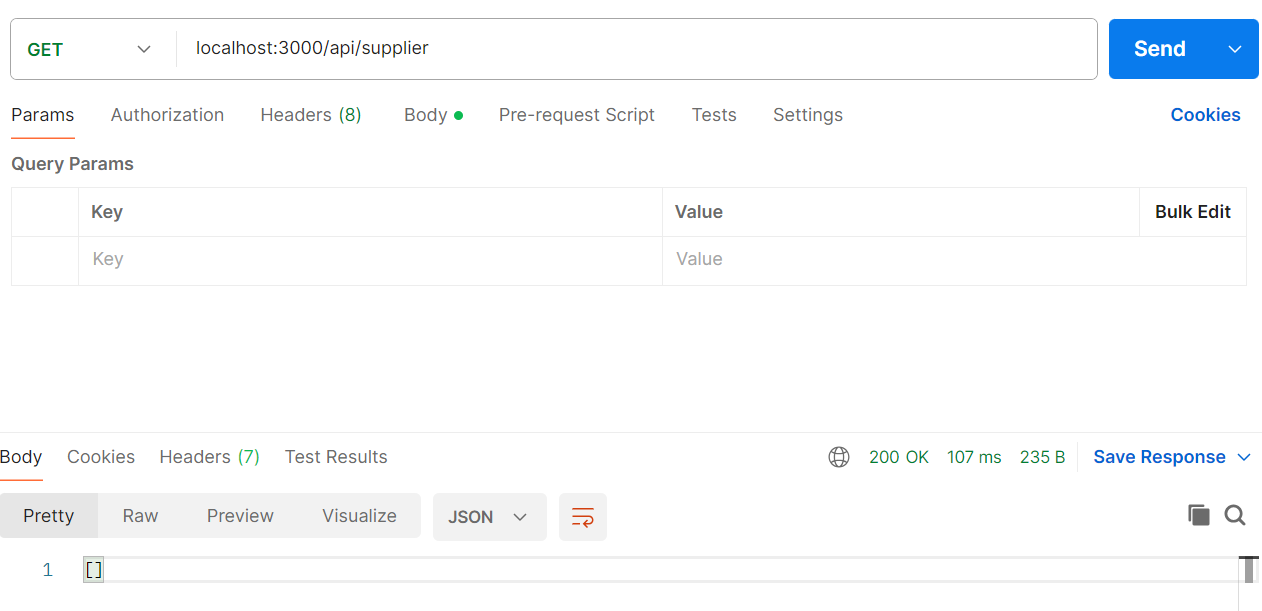 GET localhost:3000/api/supplier Send
Params Authorization Headers (8) Body Pre-request Script Tests Settings Cookies
Query Params
Key Value Bulk Edit
Key Value
Body Cookies Headers (7) Test Results 200 OK 107 ms 235 B Save Response
Pretty Raw Preview Visualize JSON
1 []